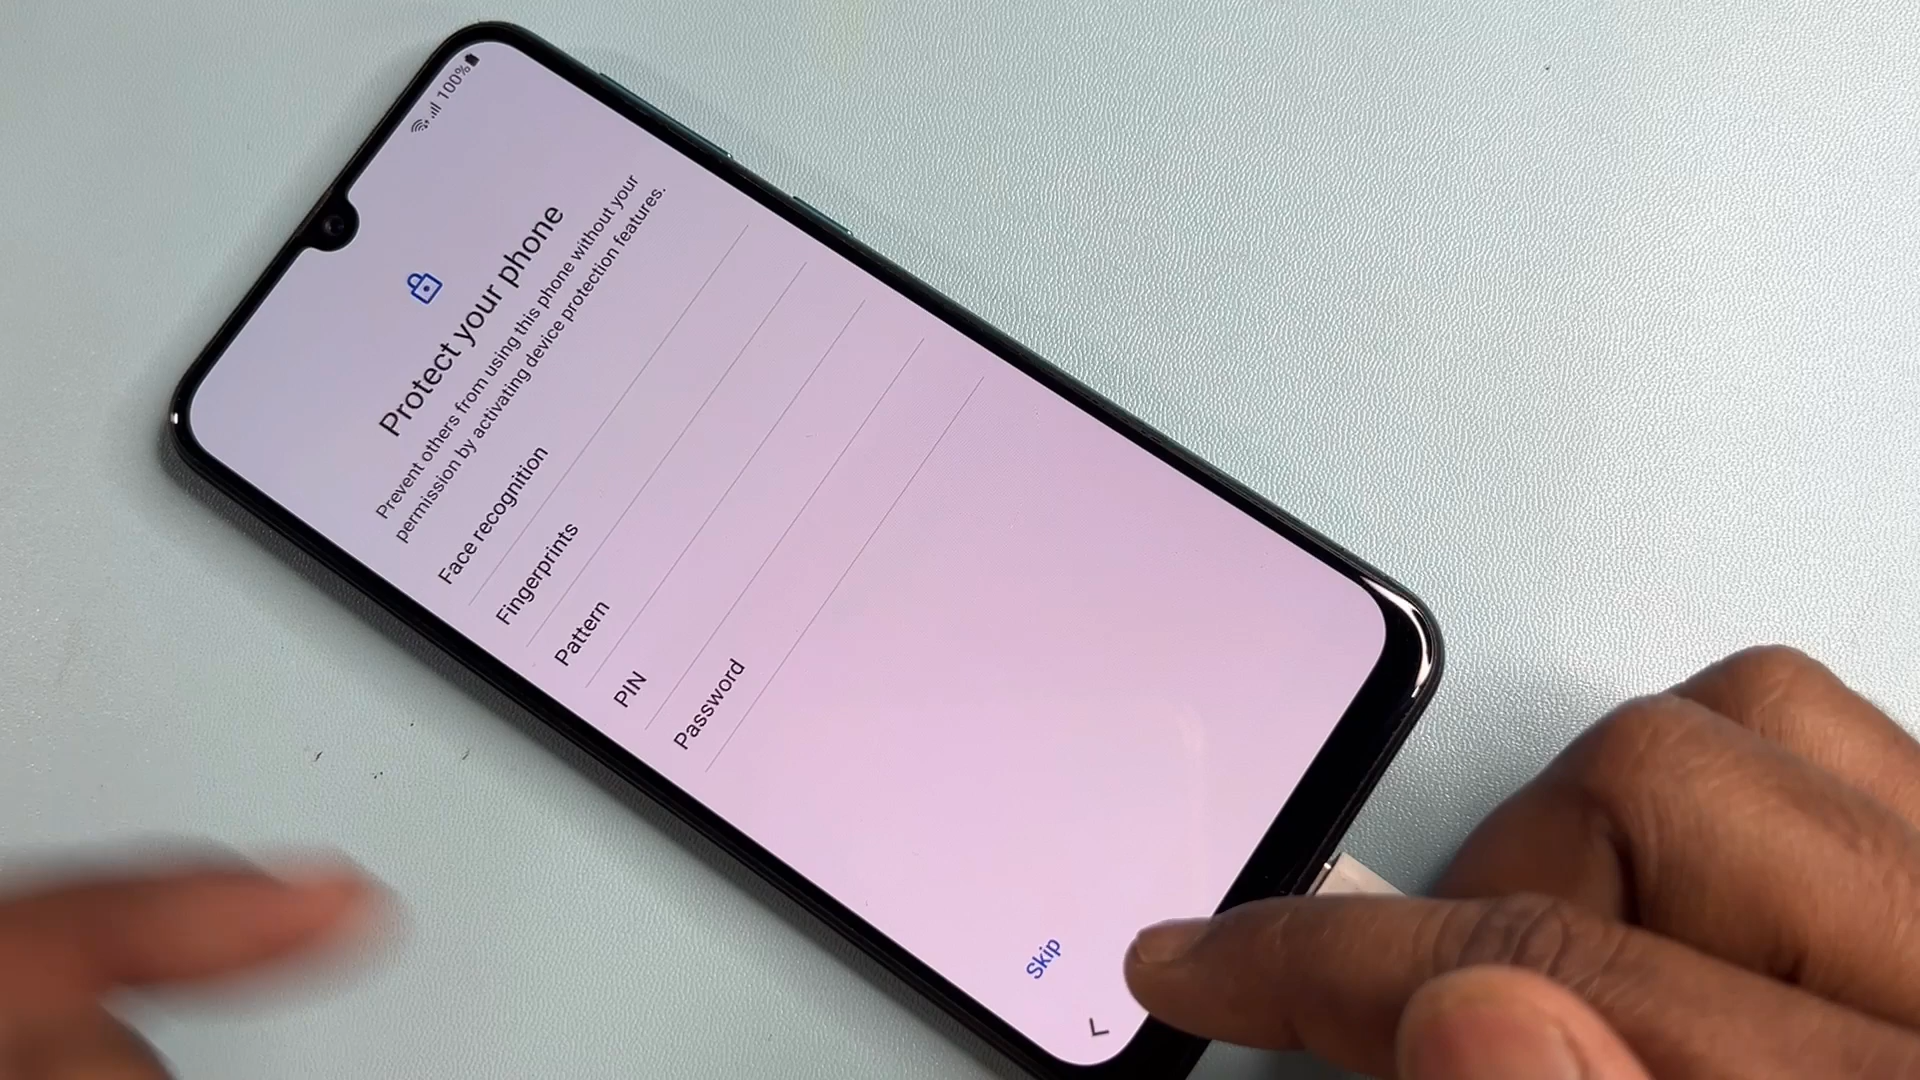 100%
Protect your phone
Prevent others from using this phone without your
permission by activating device protection features.
Face recognition
Fingerprints
Pattern
PIN
Password
Skip